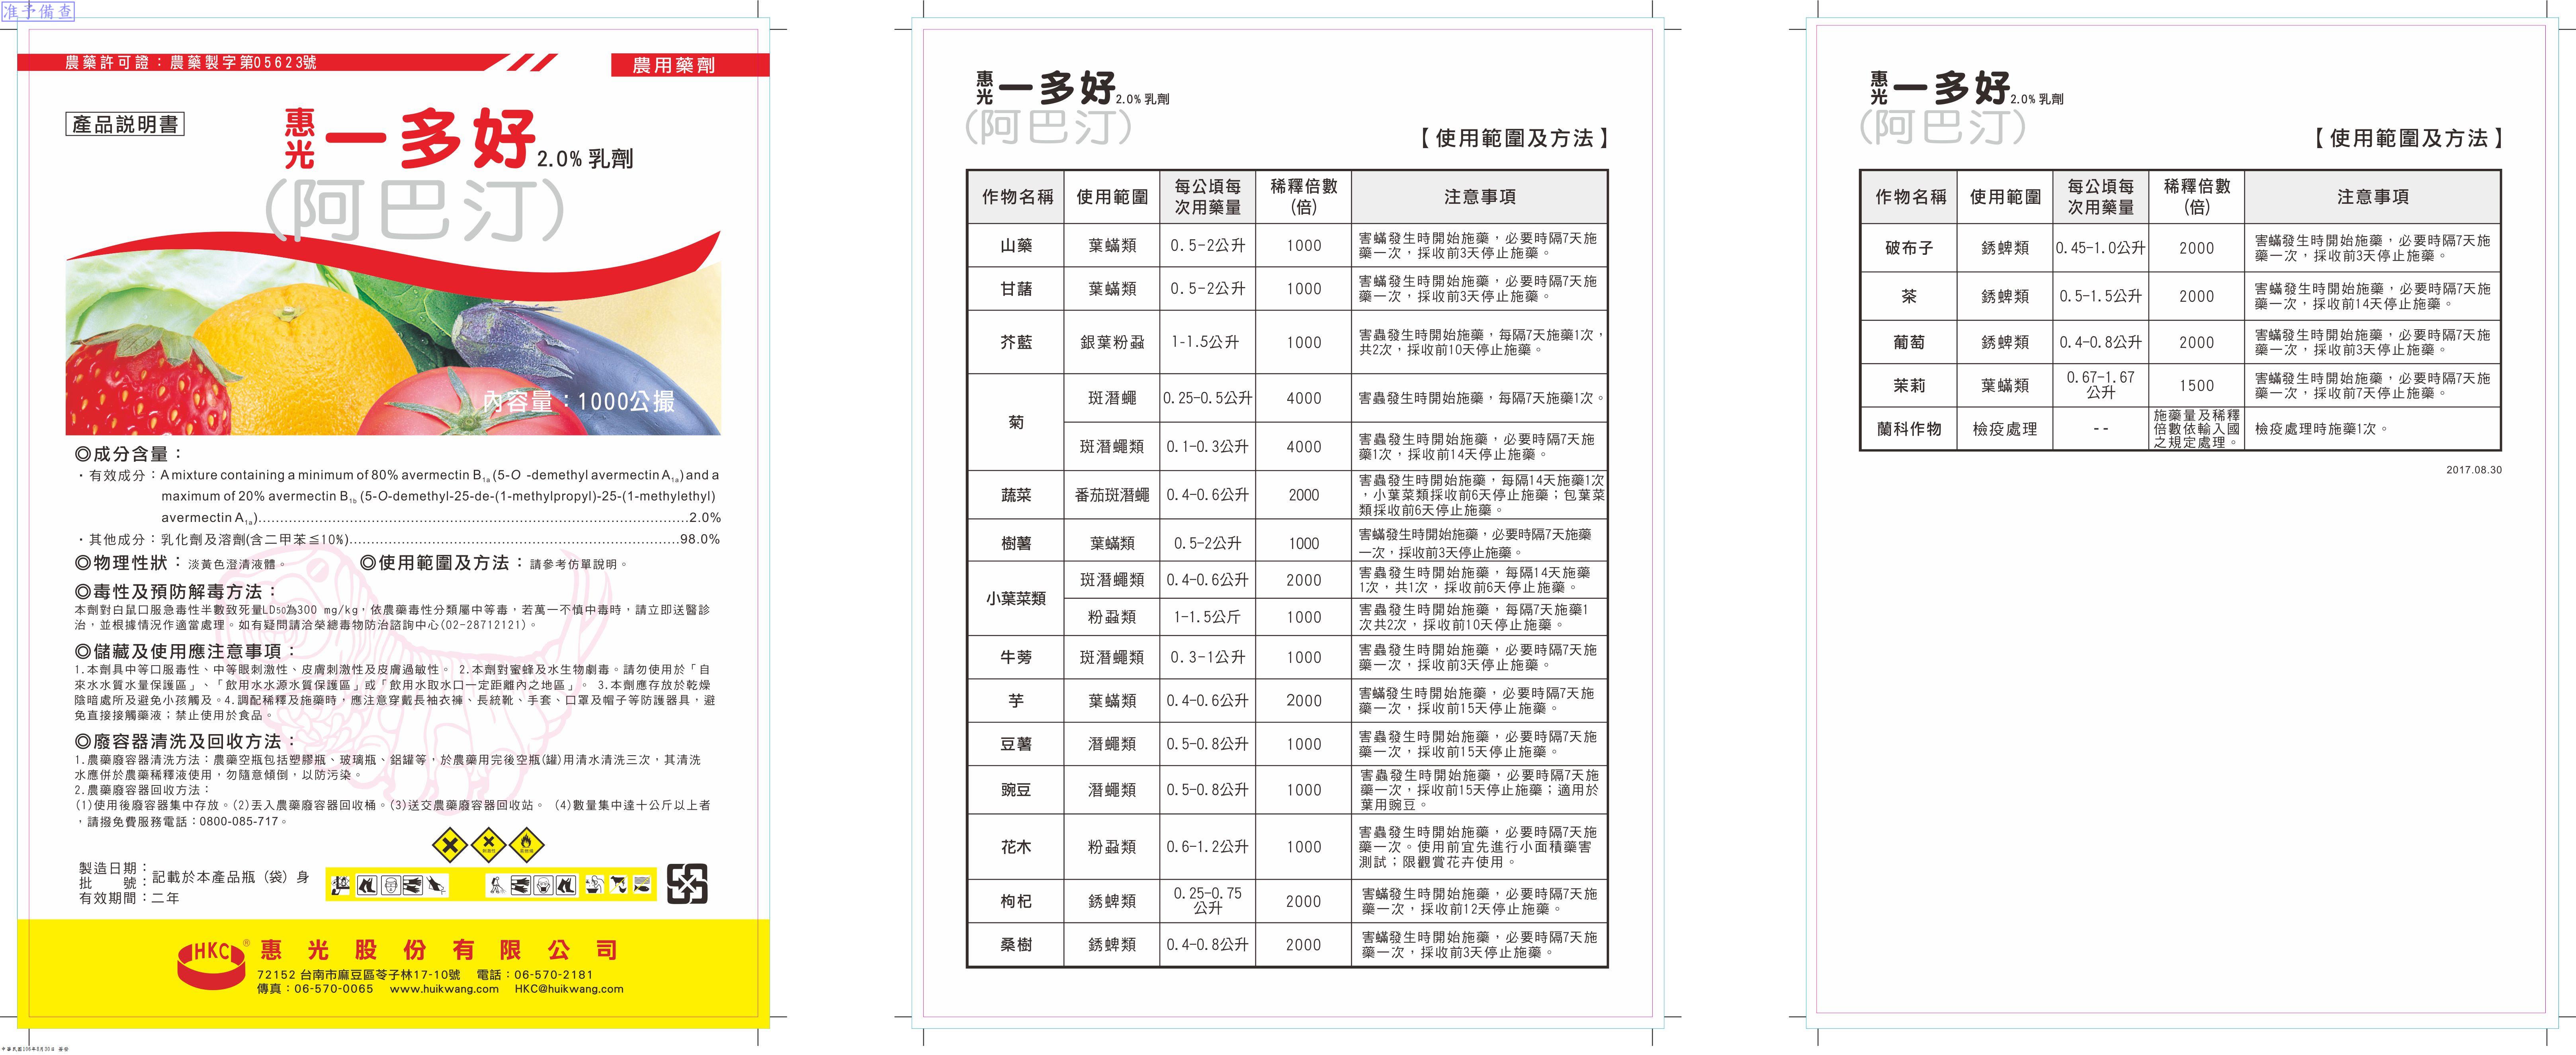 准予備查
農藥許可證：農藥製字第05623號
農用藥劑
產品說明書
惠光 一多好 2.0% 乳劑
(阿巴汀)
內容量：1000公撮
◎成分含量：
．有效成分：A mixture containing a minimum of 80% avermectin B1a (5-O -demethyl avermectin A1a) and a
maximum of 20% avermectin B1b (5-O-demethyl-25-de-(1-methylpropyl)-25-(1-methylethyl)
avermectin A1a)...................................................................................................2.0%
．其他成分：乳化劑及溶劑(含二甲苯≦10%)............................................................................98.0%
◎物理性狀：淡黃色澄清液體。 ◎使用範圍及方法：請參考仿單說明。
◎毒性及預防解毒方法：
本劑對白鼠口服急毒性半數致死量LD50為300 mg/kg，依農藥毒性分類屬中等毒，若萬一不慎中毒時，請立即送醫診
治，並根據情況作適當處理。如有疑問請洽榮總毒物防治諮詢中心(02-28712121)。
◎儲藏及使用應注意事項：
1.本劑具中等口服毒性、中等眼刺激性、皮膚刺激性及皮膚過敏性。 2.本劑對蜜蜂及水生物劇毒。請勿使用於「自
來水水質水量保護區」、「飲用水水源水質保護區」或「飲用水取水口一定距離內之地區」。 3.本劑應存放於乾燥
陰暗處所及避免小孩觸及。4.調配稀釋及施藥時，應注意穿戴長袖衣褲、長統靴、手套、口罩及帽子等防護器具，避
免直接接觸藥液；禁止使用於食品。
◎廢容器清洗及回收方法：
1.農藥廢容器清洗方法：農藥空瓶包括塑膠瓶、玻璃瓶、鋁罐等，於農藥用完後空瓶(罐)用清水清洗三次，其清洗
水應併於農藥稀釋液使用，勿隨意傾倒，以防污染。
2.農藥廢容器回收方法：
(1)使用後廢容器集中存放。(2)丟入農藥廢容器回收桶。(3)送交農藥廢容器回收站。 (4)數量集中達十公斤以上者
，請撥免費服務電話：0800-085-717。
製造日期：
批 號：記載於本產品瓶（袋）身
有效期間：二年
HKC® 惠光股份有限公司
72152 台南市麻豆區苓子林17-10號 電話：06-570-2181
傳真：06-570-0065 www.huikwang.com HKC@huikwang.com
中華民國106年8月30日
惠光 一多好 2.0% 乳劑
(阿巴汀)
【使用範圍及方法】
作物名稱 使用範圍 每公頃每次用藥量 稀釋倍數(倍) 注意事項
山藥 葉蟎類 0.5-2公升 1000 害蟎發生時開始施藥，必要時隔7天施
藥一次，採收前3天停止施藥。
甘藷 葉蟎類 0.5-2公升 1000 害蟎發生時開始施藥，必要時隔7天施
藥一次，採收前3天停止施藥。
芥藍 銀葉粉蝨 1-1.5公升 1000 害蟲發生時開始施藥，每隔7天施藥1次，
共2次，採收前10天停止施藥。
菊 斑潛蠅 0.25-0.5公升 4000 害蟲發生時開始施藥，每隔7天施藥1次。
斑潛蠅類 0.1-0.3公升 4000 害蟲發生時開始施藥，必要時隔7天施
藥1次，採收前14天停止施藥。
蔬菜 番茄斑潛蠅 0.4-0.6公升 2000 害蟲發生時開始施藥，每隔14天施藥1次
，小葉菜類採收前6天停止施藥；包葉菜
類採收前6天停止施藥。
樹薯 葉蟎類 0.5-2公升 1000 害蟎發生時開始施藥，必要時隔7天施藥
一次，採收前3天停止施藥。
小葉菜類 斑潛蠅類 0.4-0.6公升 2000 害蟲發生時開始施藥，每隔14天施藥
1次，共1次，採收前6天停止施藥。
粉蝨類 1-1.5公斤 1000 害蟲發生時開始施藥，每隔7天施藥1
次共2次，採收前10天停止施藥。
牛蒡 斑潛蠅類 0.3-1公升 1000 害蟲發生時開始施藥，必要時隔7天施
藥一次，採收前3天停止施藥。
芋 葉蟎類 0.4-0.6公升 2000 害蟎發生時開始施藥，必要時隔7天施
藥一次，採收前15天停止施藥。
豆薯 潛蠅類 0.5-0.8公升 1000 害蟲發生時開始施藥，必要時隔7天施
藥一次，採收前15天停止施藥。
豌豆 潛蠅類 0.5-0.8公升 1000 害蟲發生時開始施藥，必要時隔7天施
藥一次，採收前15天停止施藥；適用於
葉用豌豆。
花木 粉蝨類 0.6-1.2公升 1000 害蟲發生時開始施藥，必要時隔7天施
藥一次。使用前宜先進行小面積藥害
測試；限觀賞花卉使用。
枸杞 銹蜱類 0.25-0.75公升 2000 害蟎發生時開始施藥，必要時隔7天施
藥一次，採收前12天停止施藥。
桑樹 銹蜱類 0.4-0.8公升 2000 害蟎發生時開始施藥，必要時隔7天施
藥一次，採收前3天停止施藥。
惠光 一多好 2.0% 乳劑
(阿巴汀)
【使用範圍及方法】
作物名稱 使用範圍 每公頃每次用藥量 稀釋倍數(倍) 注意事項
破布子 銹蜱類 0.45-1.0公升 2000 害蟎發生時開始施藥，必要時隔7天施
藥一次，採收前3天停止施藥。
茶 銹蜱類 0.5-1.5公升 2000 害蟎發生時開始施藥，必要時隔7天施
藥一次，採收前14天停止施藥。
葡萄 銹蜱類 0.4-0.8公升 2000 害蟎發生時開始施藥，必要時隔7天施
藥一次，採收前3天停止施藥。
茉莉 葉蟎類 0.67-1.67公升 1500 害蟎發生時開始施藥，必要時隔7天施
藥一次，採收前7天停止施藥。
蘭科作物 檢疫處理 -- 施藥量及稀釋倍數依輸入國之規定處理。 檢疫處理時施藥1次。
2017.08.30